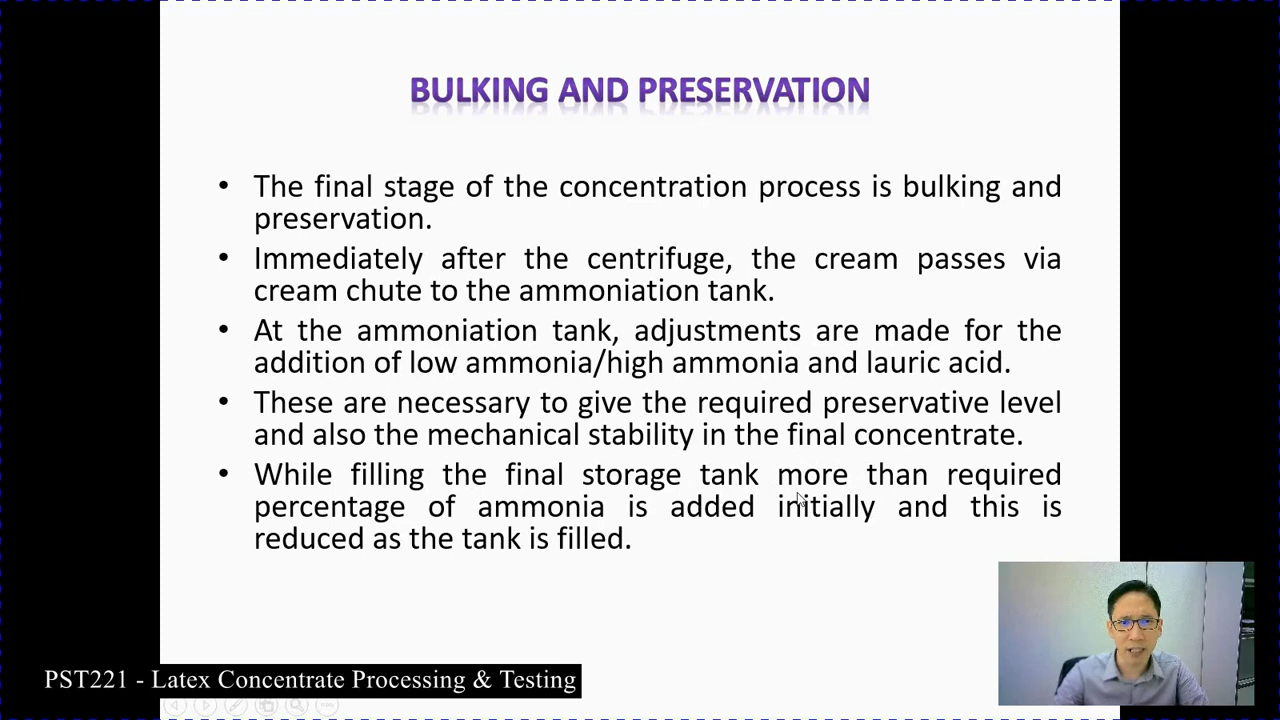 BULKING AND PRESERVATION
• The final stage of the concentration process is bulking and
preservation.
• Immediately after the centrifuge, the cream passes via
cream chute to the ammoniation tank.
• At the ammoniation tank, adjustments are made for the
addition of low ammonia/high ammonia and lauric acid.
• These are necessary to give the required preservative level
and also the mechanical stability in the final concentrate.
• While filling the final storage tank more than required
percentage of ammonia is added initially and this is
reduced as the tank is filled.
PST221 - Latex Concentrate Processing & Testing